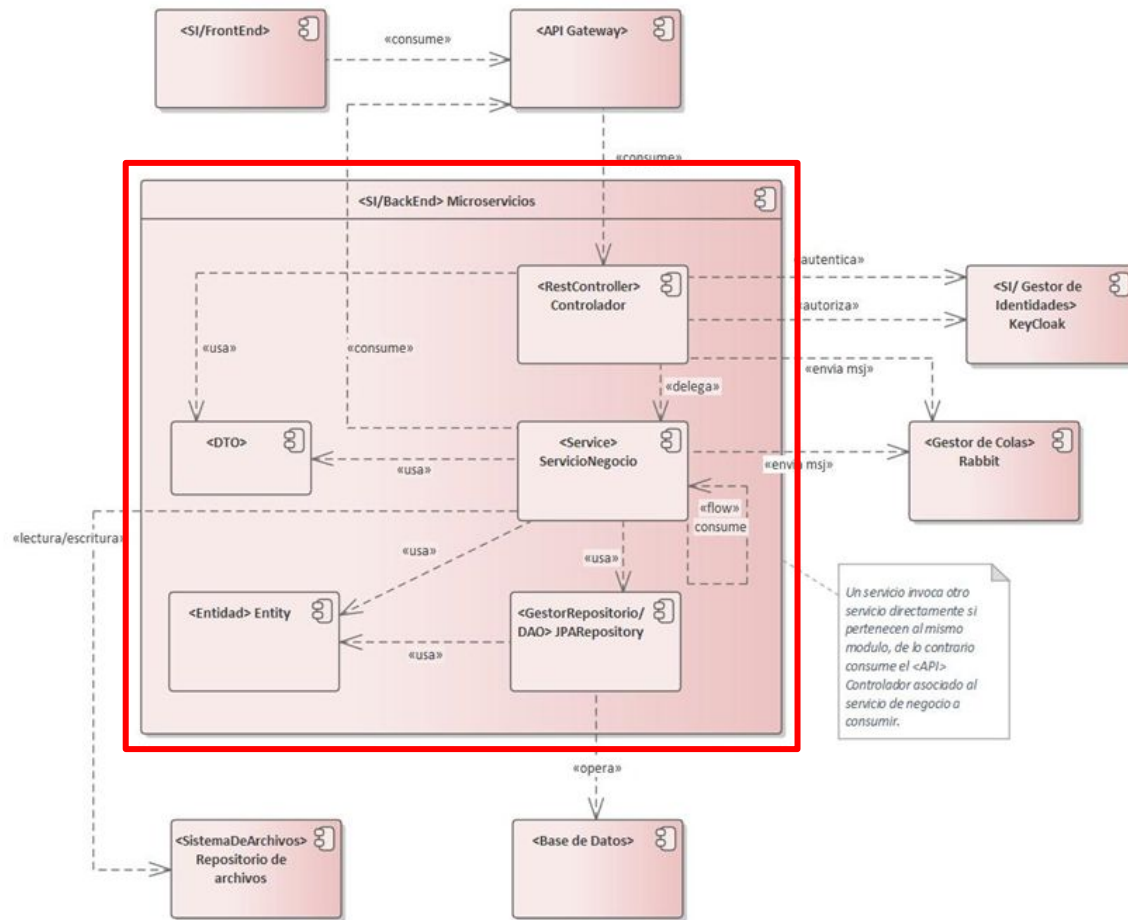 <SI/FrontEnd>
«consume»
<API Gateway>
«consume»
<SI/BackEnd> Microservicios
<RestController>
Controlador
«autentica»
«autoriza»
<SI/ Gestor de
Identidades>
KeyCloak
«usa»
«consume»
«envia msj»
«delega»
<DTO>
«usa»
<Service>
ServicioNegocio
«envia msj»
<Gestor de Colas>
Rabbit
«flow»
consume
«lectura/escritura»
«usa»
«usa»
<Entidad> Entity
«usa»
<GestorRepositorio/
DAO> JPARepository
Un servicio invoca otro
servicio directamente si
pertenecen al mismo
modulo, de lo contrario
consume el <API>
Controlador asociado al
servicio de negocio a
consumir.
«opera»
<SistemaDeArchivos>
Repositorio de
archivos
<Base de Datos>